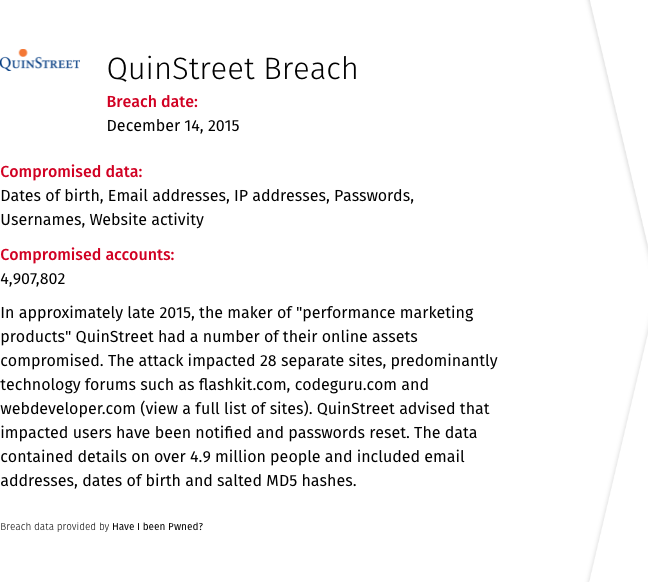 QUINSTREET
QuinStreet Breach
Breach date:
December 14, 2015
Compromised data:
Dates of birth, Email addresses, IP addresses, Passwords,
Usernames, Website activity
Compromised accounts:
4,907,802
In approximately late 2015, the maker of "performance marketing
products" QuinStreet had a number of their online assets
compromised. The attack impacted 28 separate sites, predominantly
technology forums such as flashkit.com, codeguru.com and
webdeveloper.com (view a full list of sites). QuinStreet advised that
impacted users have been notified and passwords reset. The data
contained details on over 4.9 million people and included email
addresses, dates of birth and salted MD5 hashes.
Breach data provided by Have I been Pwned?